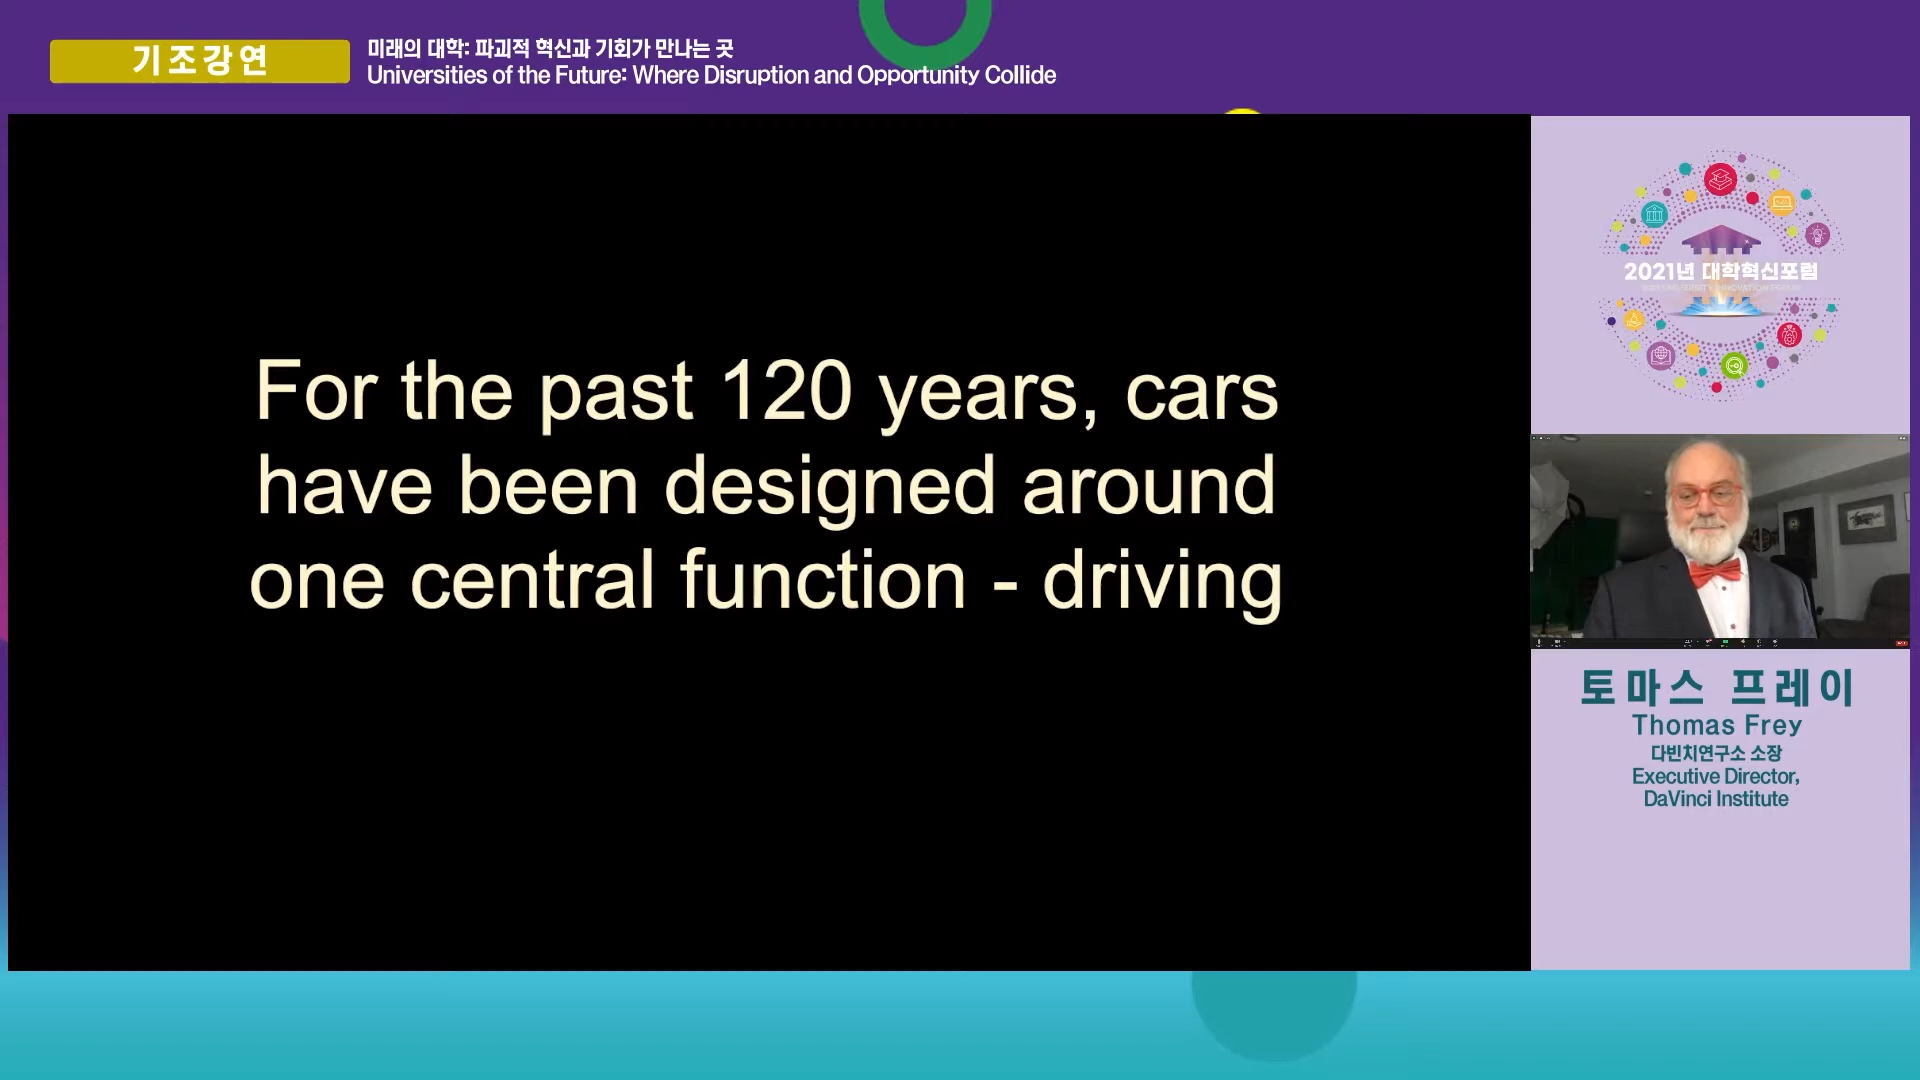 기조강연
미래의 대학: 파괴적 혁신과 기회가 만나는 곳
Universities of the Future: Where Disruption and Opportunity Collide
For the past 120 years, cars
have been designed around
one central function - driving
2021년 대학혁신포럼
토마스 프레이
Thomas Frey
다빈치연구소 소장
Executive Director,
DaVinci Institute